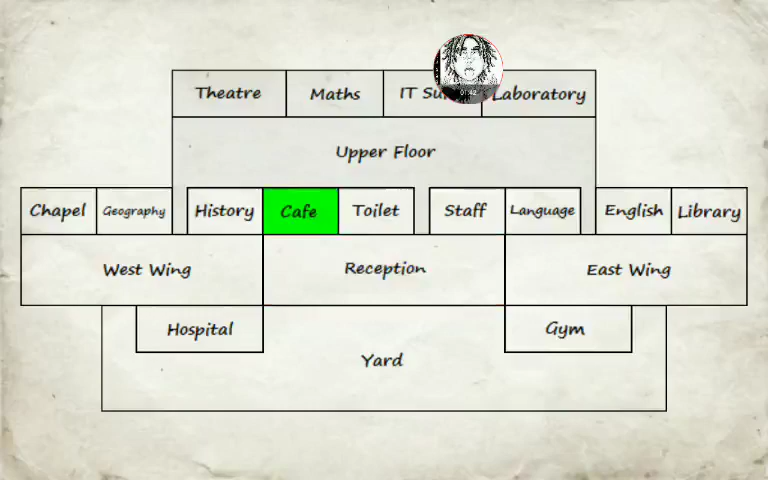 Theatre
Maths
IT
Laboratory
Upper Floor
Chapel
Geography
History
Cafe
Toilet
Staff
Language
English
Library
West Wing
Reception
East Wing
Hospital
Gym
Yard